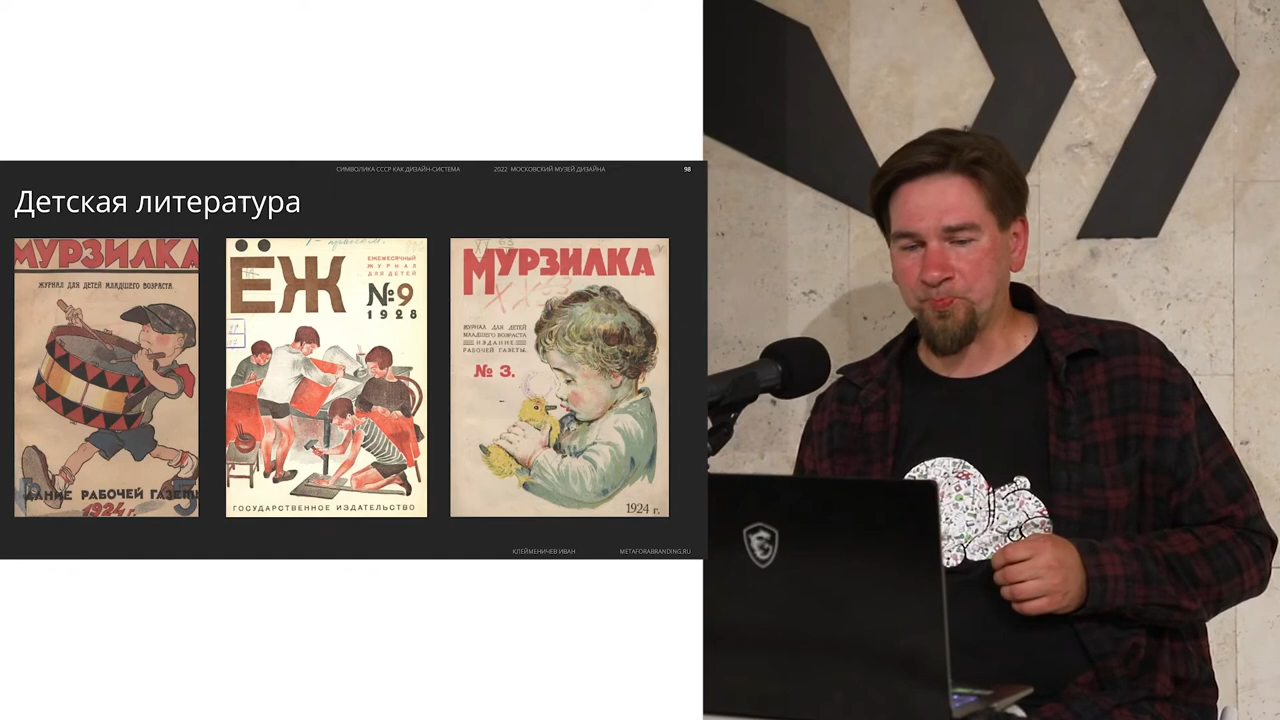 СИМВОЛИКА СССР КАК ДИЗАЙН-СИСТЕМА
2022 МОСКОВСКИЙ МУЗЕЙ ДИЗАЙНА
98
Детская литература
МУРЗИЛКА
ЖУРНАЛ ДЛЯ ДЕТЕЙ МЛАДШЕГО ВОЗРАСТА.
ДАНИЕ РАБОЧЕЙ ГАЗЕТЫ
1924 г.
5
ЁЖ
ЕЖЕМЕСЯЧНЫЙ
ЖУРНАЛ
ДЛЯ ДЕТЕЙ
№9
1928
ГОСУДАРСТВЕННОЕ ИЗДАТЕЛЬСТВО
VI 63
МУРЗИЛКА
ЖУРНАЛ ДЛЯ ДЕТЕЙ
МЛАДШЕГО ВОЗРАСТА
ИЗДАНИЕ
РАБОЧЕЙ ГАЗЕТЫ.
№ 3.
1924 г.
КЛЕЙМЕНИЧЕВ ИВАН
METAFORABRANDING.RU